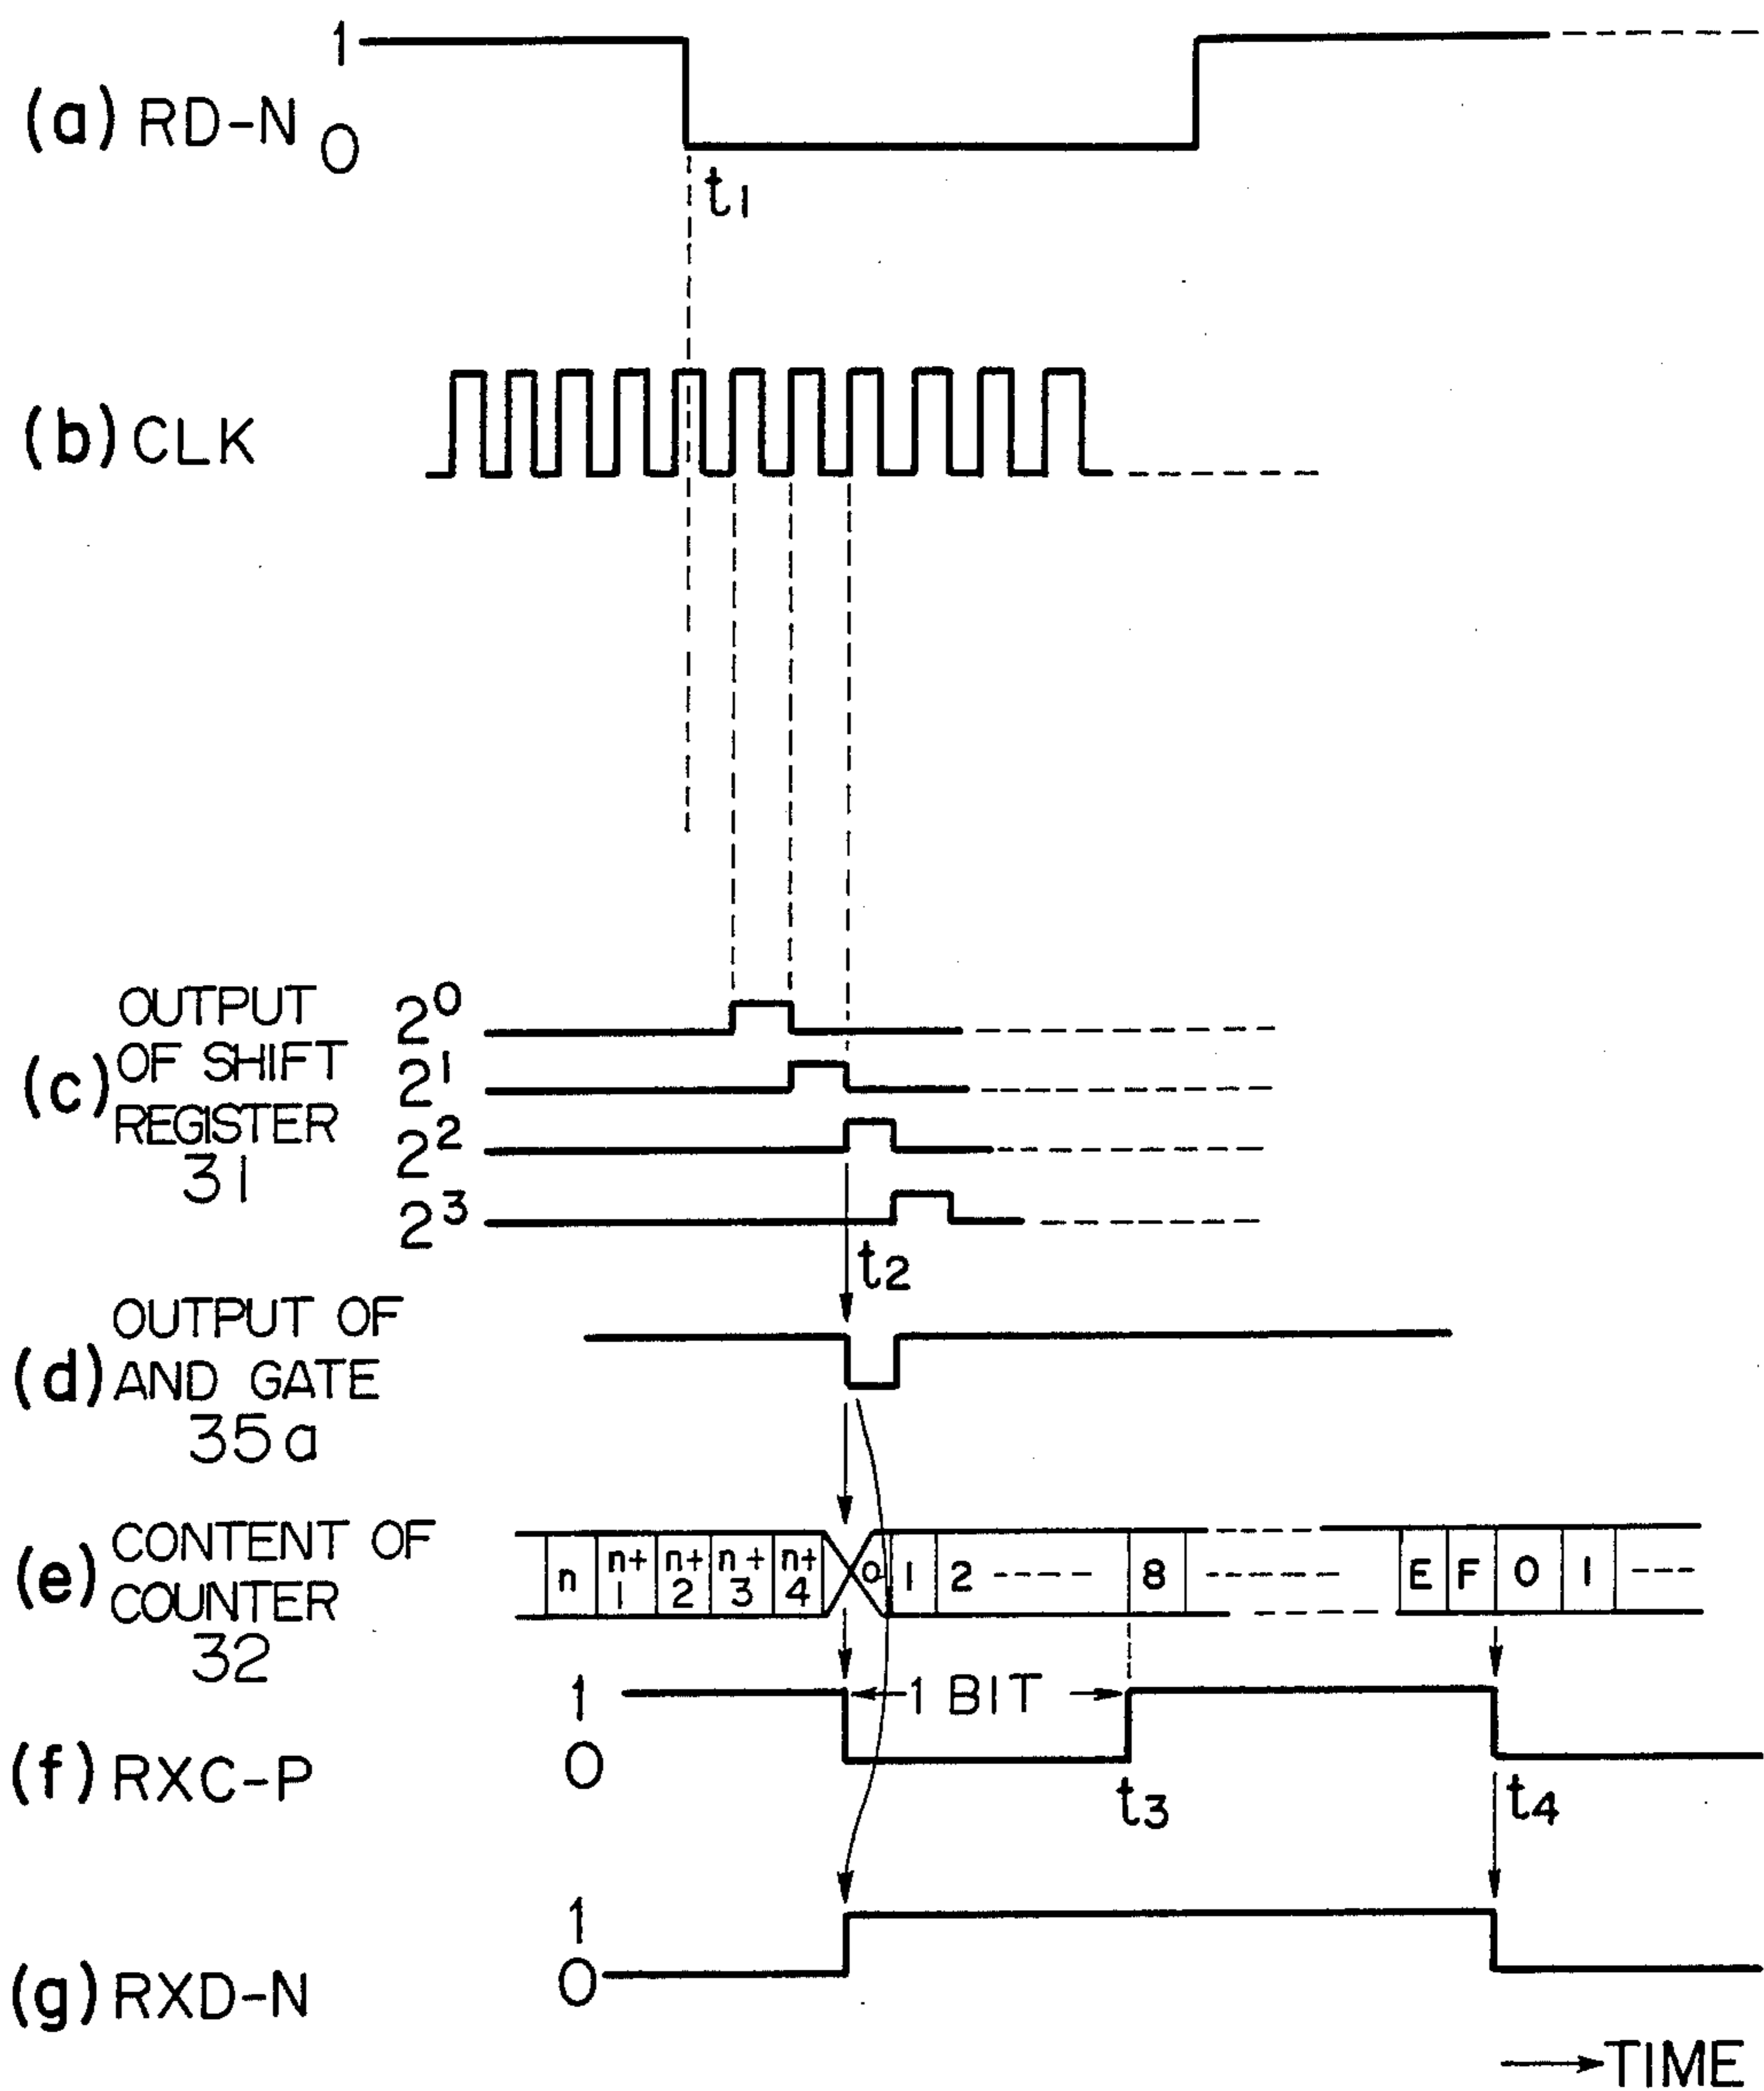 1
(a) RD-N 0
t1
(b) CLK
(c) OUTPUT OF SHIFT REGISTER 31
2^0
2^1
2^2
2^3
t2
(d) OUTPUT OF AND GATE 35a
(e) CONTENT OF COUNTER 32
n n+1 n+2 n+3 n+4 0 1 2 ---- 8 ----- E F 0 1 ---
1
1 BIT
0
(f) RXC-P
t3
t4
1
0
(g) RXD-N
TIME